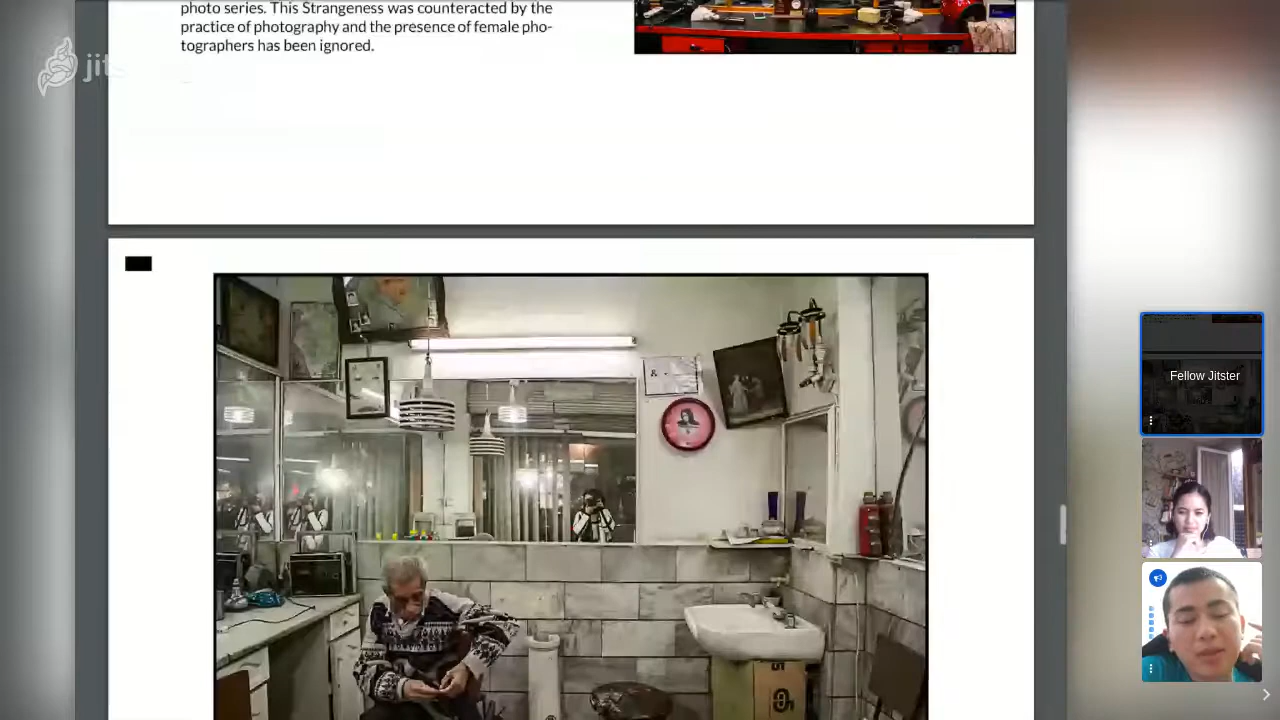 photo series. This Strangeness was counteracted by the
practice of photography and the presence of female pho-
tographers has been ignored.
jits
Fellow Jitster